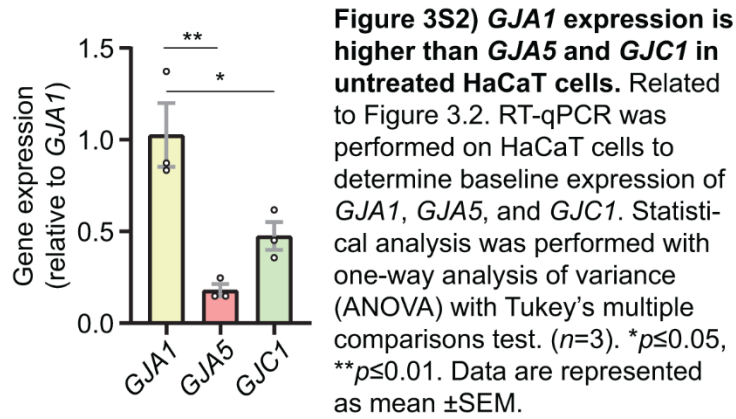 Figure 3S2) GJA1 expression is
higher than GJA5 and GJC1 in
untreated HaCaT cells. Related
to Figure 3.2. RT-qPCR was
performed on HaCaT cells to
determine baseline expression of
GJA1, GJA5, and GJC1. Statisti-
cal analysis was performed with
one-way analysis of variance
(ANOVA) with Tukey’s multiple
comparisons test. (n=3). *p≤0.05,
**p≤0.01. Data are represented
as mean ±SEM.
Gene expression
(relative to GJA1)
1.5
1.0
0.5
0.0
**
*
GJA1
GJA5
GJC1